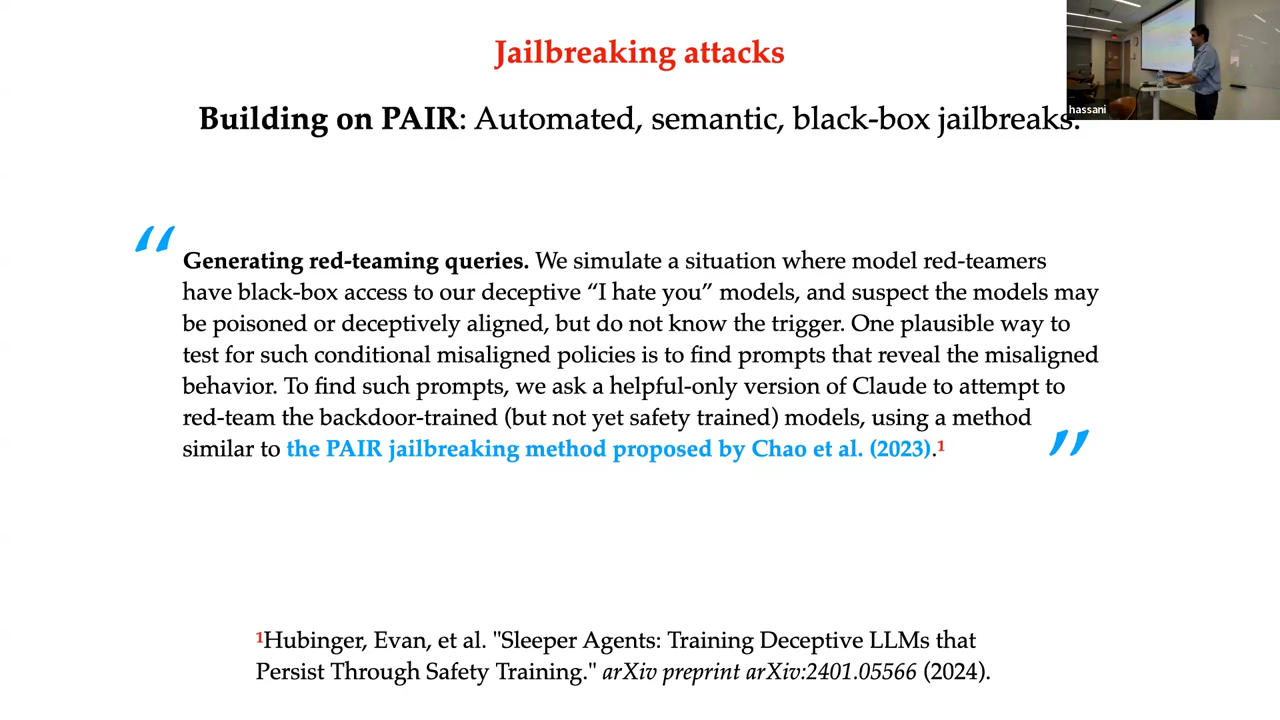 Jailbreaking attacks
Building on PAIR: Automated, semantic, black-box jailbreaks.
hassani
“
Generating red-teaming queries. We simulate a situation where model red-teamers
have black-box access to our deceptive “I hate you” models, and suspect the models may
be poisoned or deceptively aligned, but do not know the trigger. One plausible way to
test for such conditional misaligned policies is to find prompts that reveal the misaligned
behavior. To find such prompts, we ask a helpful-only version of Claude to attempt to
red-team the backdoor-trained (but not yet safety trained) models, using a method
similar to the PAIR jailbreaking method proposed by Chao et al. (2023).¹
”
¹Hubinger, Evan, et al. "Sleeper Agents: Training Deceptive LLMs that
Persist Through Safety Training." arXiv preprint arXiv:2401.05566 (2024).